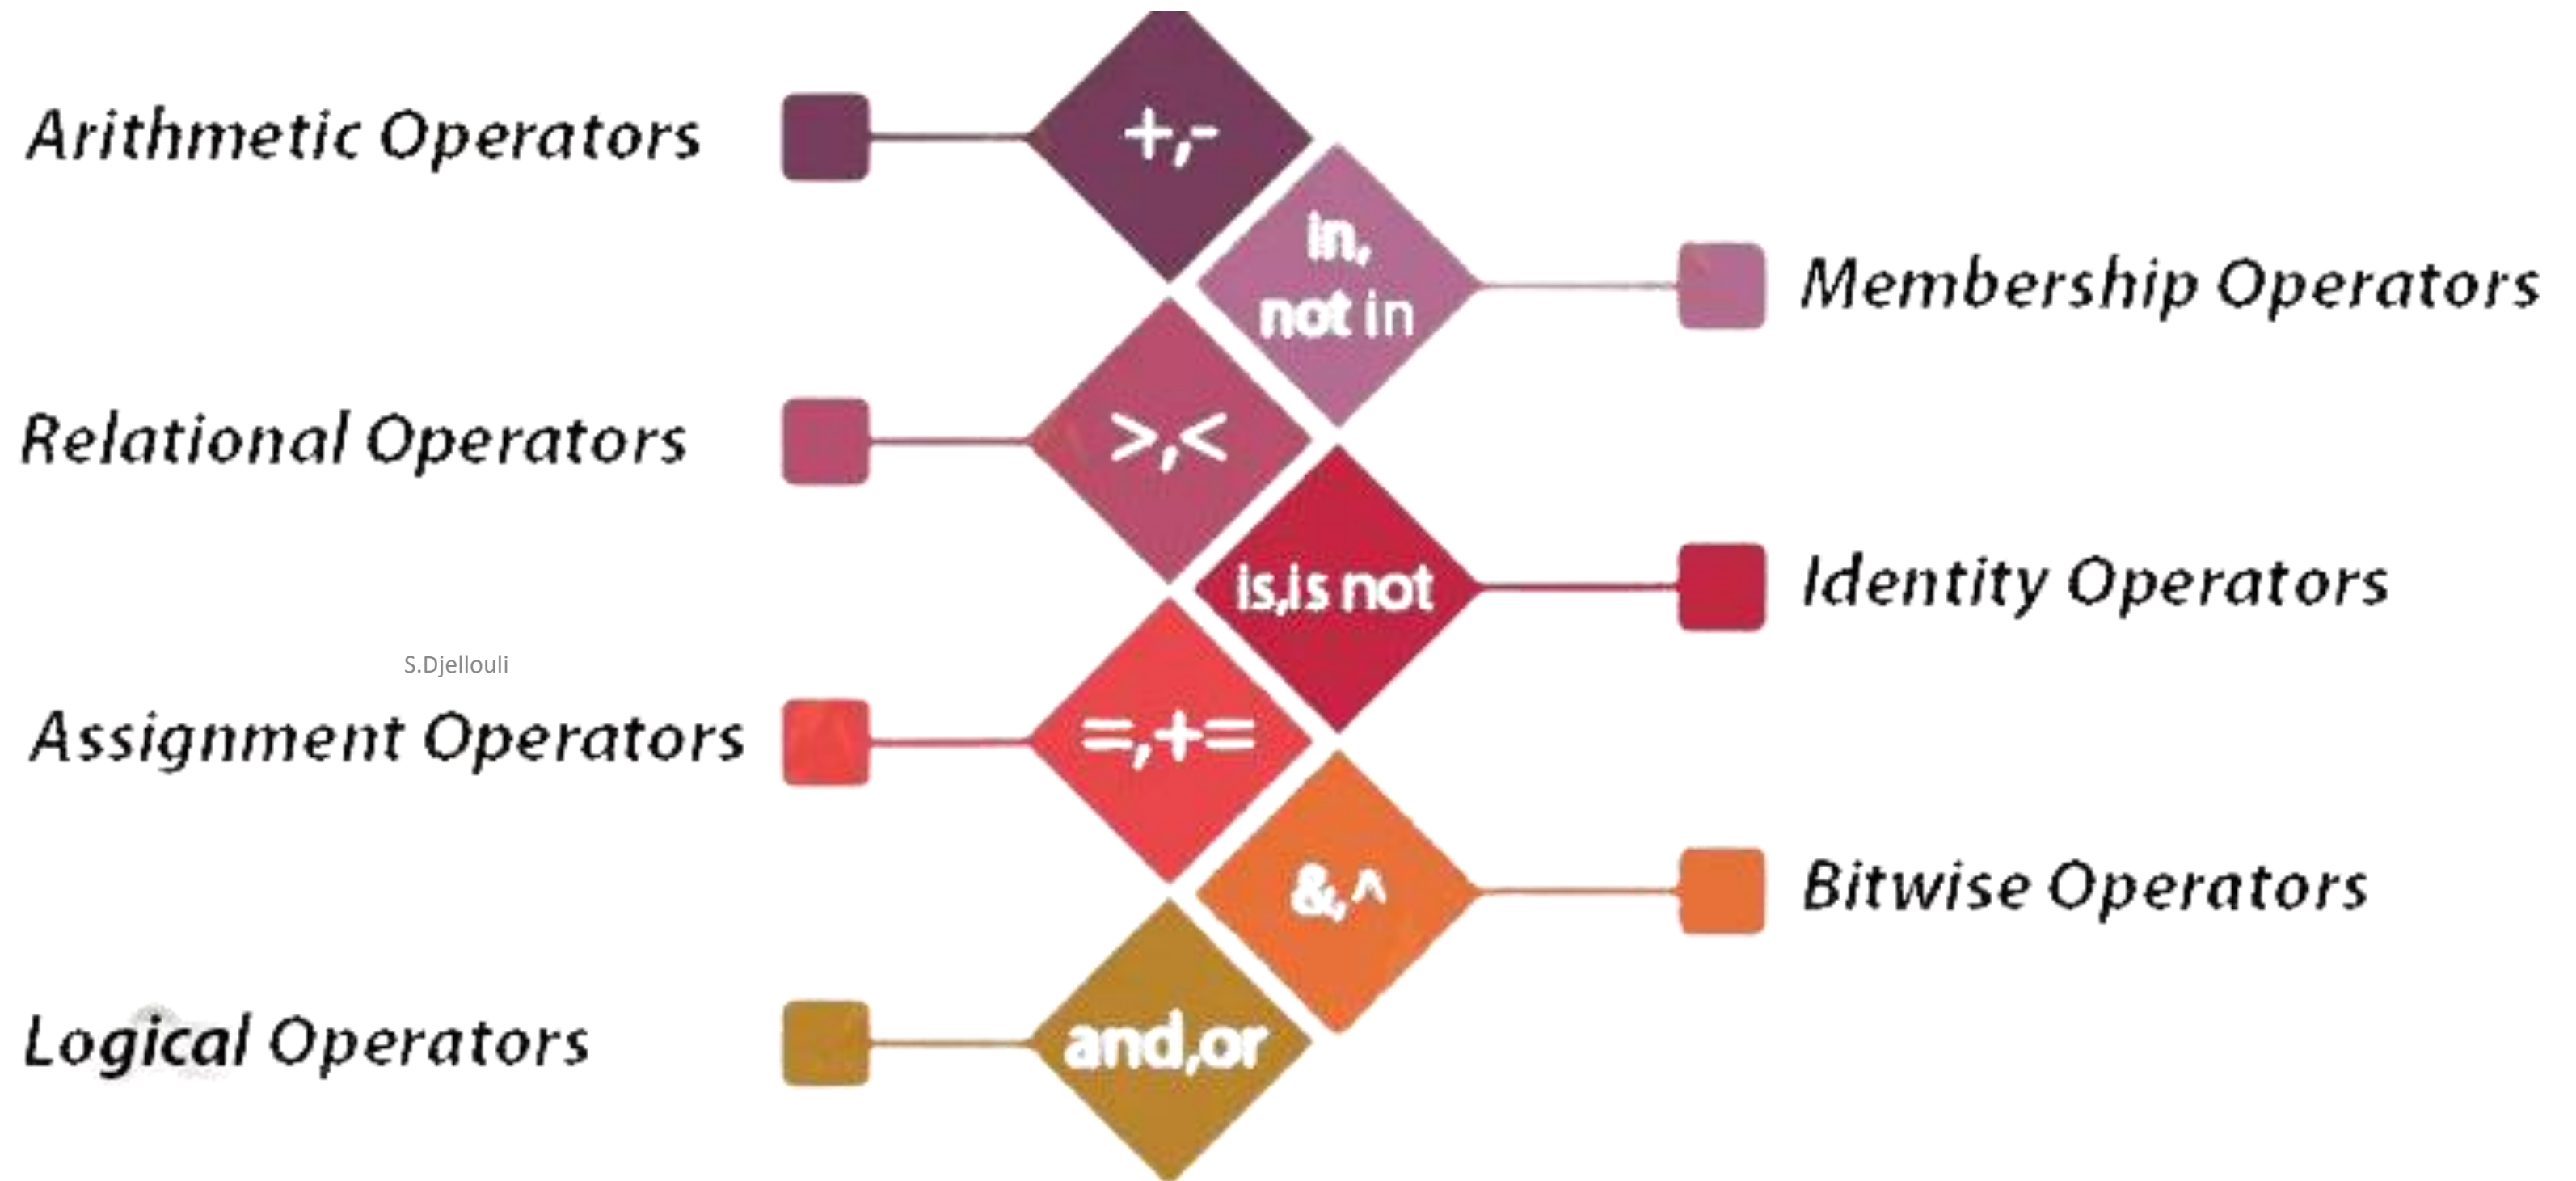 Arithmetic Operators
+,-
in,
not in
Membership Operators
Relational Operators
>,<
is,is not
Identity Operators
S.Djellouli
Assignment Operators
=,+=
&,^
Bitwise Operators
Logical Operators
and,or